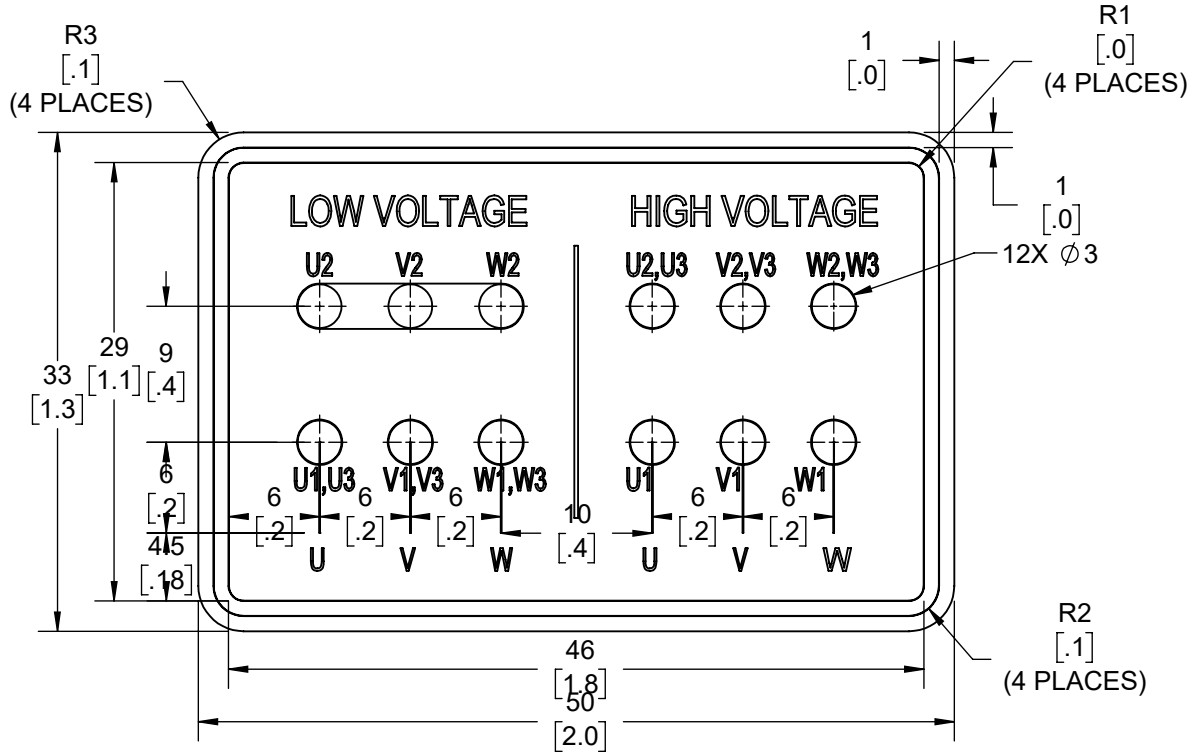 R3
[.1]
(4 PLACES)
1
[.0]
R1
[.0]
(4 PLACES)
1
[.0]
12X ∅3
LOW VOLTAGE
HIGH VOLTAGE
U2 V2 W2
U2,U3 V2,V3 W2,W3
33
[1.3]
29
[1.1]
9
[.4]
6
[.2]
4.5
[.18]
U1,U3 V1,V3 W1,W3
U1 V1 W1
6
[.2]
6
[.2]
6
[.2]
10
[.4]
6
[.2]
6
[.2]
U V W
U V W
46
[1.8]
50
[2.0]
R2
[.1]
(4 PLACES)